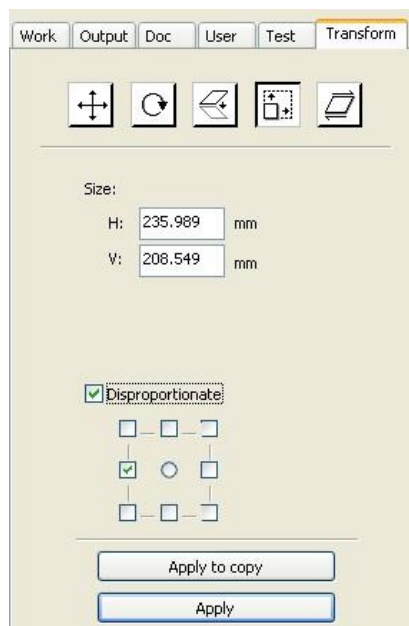 Work Output Doc User Test Transform
Size:
H: 235.989 mm
V: 208.549 mm
Disproportionate
Apply to copy
Apply